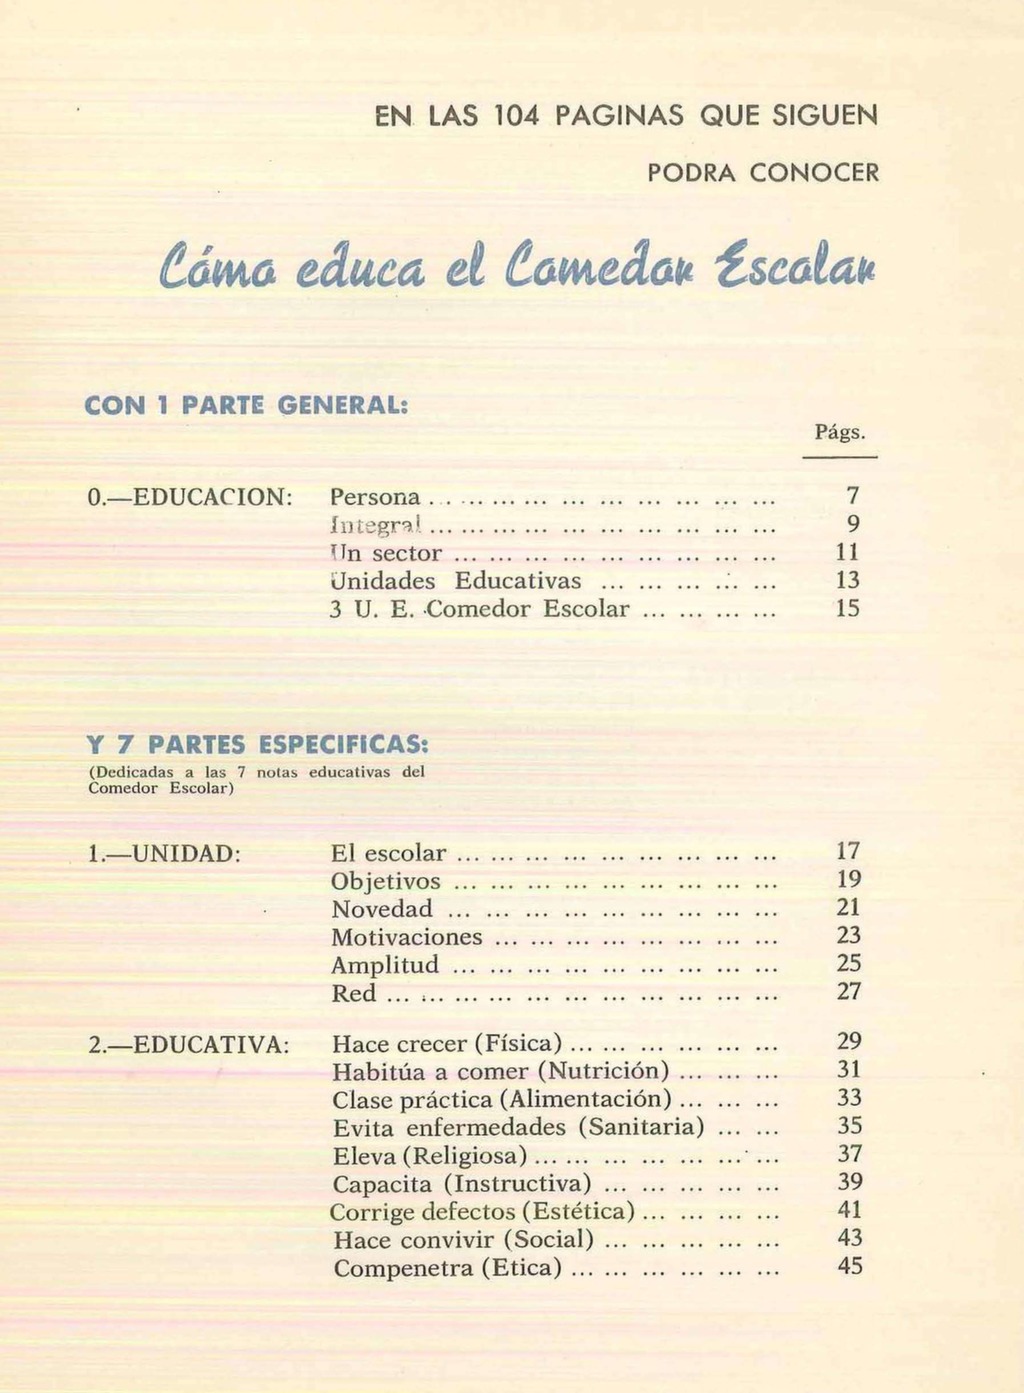 EN LAS 104 PAGINAS QUE SIGUEN
PODRA CONOCER
Cómo educa el Comedor Escolar
CON 1 PARTE GENERAL:
Págs.
0.—EDUCACION: Persona ... ... ... ... ... ... ... ... ... ... 7
Integral ... ... ... ... ... ... ... ... ... ... 9
Un sector ... ... ... ... ... ... ... ... ... 11
Unidades Educativas ... ... ... ... ... 13
3 U. E. Comedor Escolar ... ... ... ... 15
Y 7 PARTES ESPECIFICAS:
(Dedicadas a las 7 notas educativas del
Comedor Escolar)
1.—UNIDAD: El escolar ... ... ... ... ... ... ... ... ... 17
Objetivos ... ... ... ... ... ... ... ... ... 19
Novedad ... ... ... ... ... ... ... ... ... 21
Motivaciones ... ... ... ... ... ... ... ... 23
Amplitud ... ... ... ... ... ... ... ... ... 25
Red ... ... ... ... ... ... ... ... ... ... ... 27
2.—EDUCATIVA: Hace crecer (Física) ... ... ... ... ... ... 29
Habitúa a comer (Nutrición) ... ... ... 31
Clase práctica (Alimentación) ... ... ... 33
Evita enfermedades (Sanitaria) ... ... 35
Eleva (Religiosa) ... ... ... ... ... ... ... 37
Capacita (Instructiva) ... ... ... ... ... 39
Corrige defectos (Estética) ... ... ... ... 41
Hace convivir (Social) ... ... ... ... ... 43
Compenetra (Etica) ... ... ... ... ... ... 45